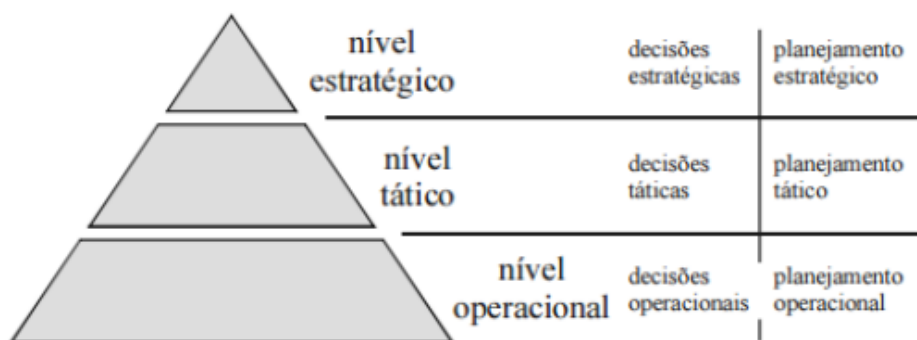 nível
estratégico
decisões
estratégicas
planejamento
estratégico
nível
tático
decisões
táticas
planejamento
tático
nível
operacional
decisões
operacionais
planejamento
operacional